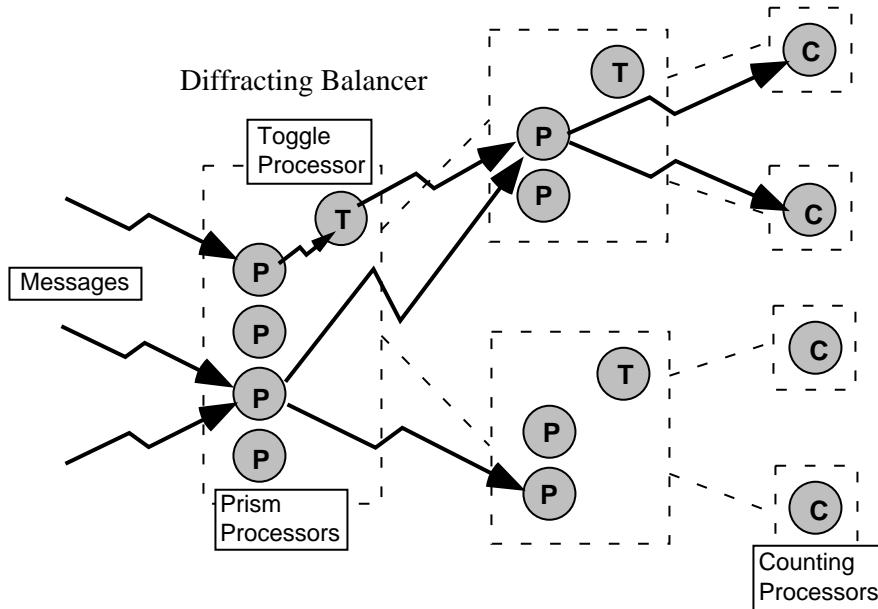 Diffracting Balancer
Toggle
Processor
Messages
T
P
P
P
P
Prism
Processors
T
P
P
T
P
P
C
C
C
C
Counting
Processors